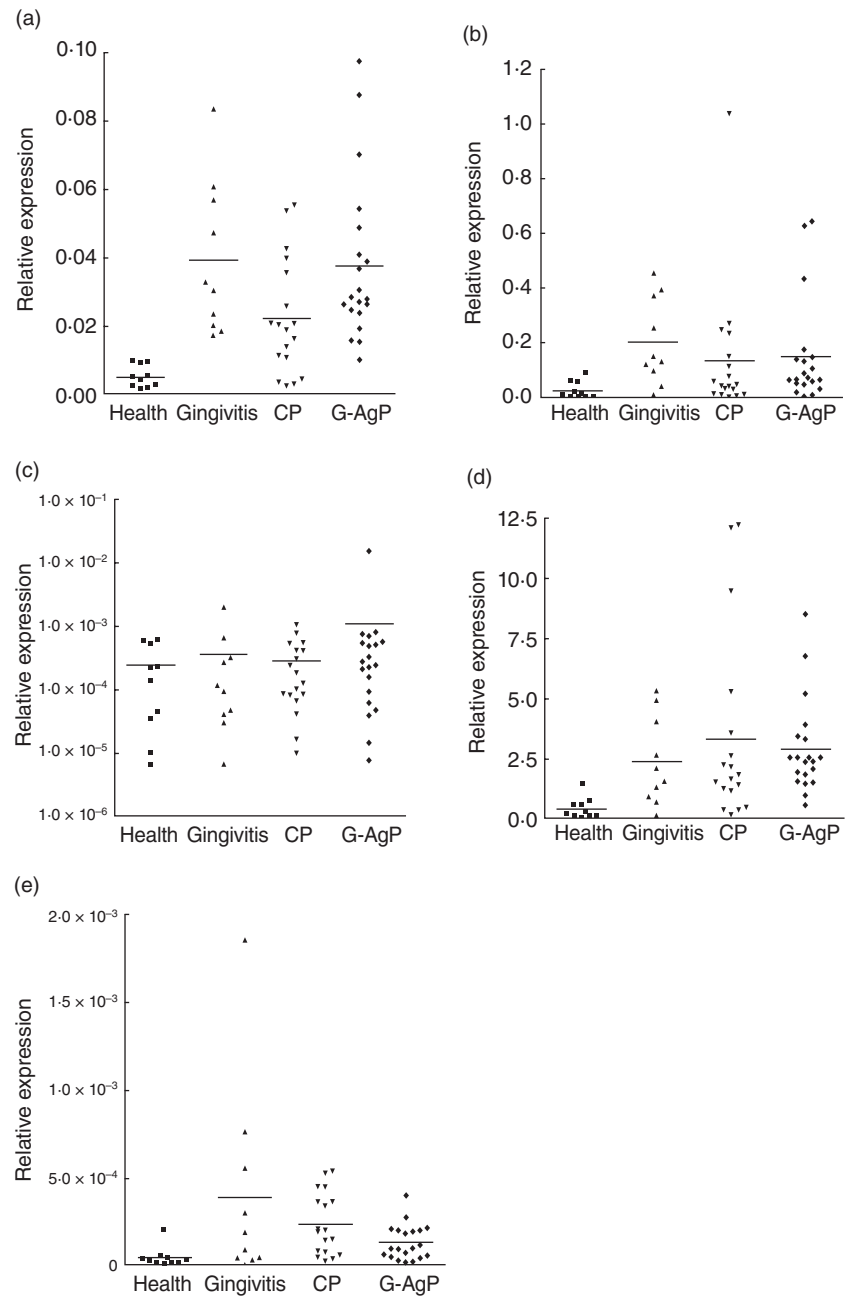 (a)
Relative expression
0·10
0·08
0·06
0·04
0·02
0.00
Health Gingivitis CP G-AgP
(b)
Relative expression
1·2
1·0
0·8
0·6
0·4
0·2
0·0
Health Gingivitis CP G-AgP
(c)
Relative expression
1·0 × 10⁻¹
1·0 × 10⁻²
1·0 × 10⁻³
1·0 × 10⁻⁴
1·0 × 10⁻⁵
1·0 × 10⁻⁶
Health Gingivitis CP G-AgP
(d)
Relative expression
12·5
10·0
7·5
5·0
2·5
0·0
Health Gingivitis CP G-AgP
(e)
Relative expression
2·0 × 10⁻³
1·5 × 10⁻³
1·0 × 10⁻³
5·0 × 10⁻⁴
0
Health Gingivitis CP G-AgP